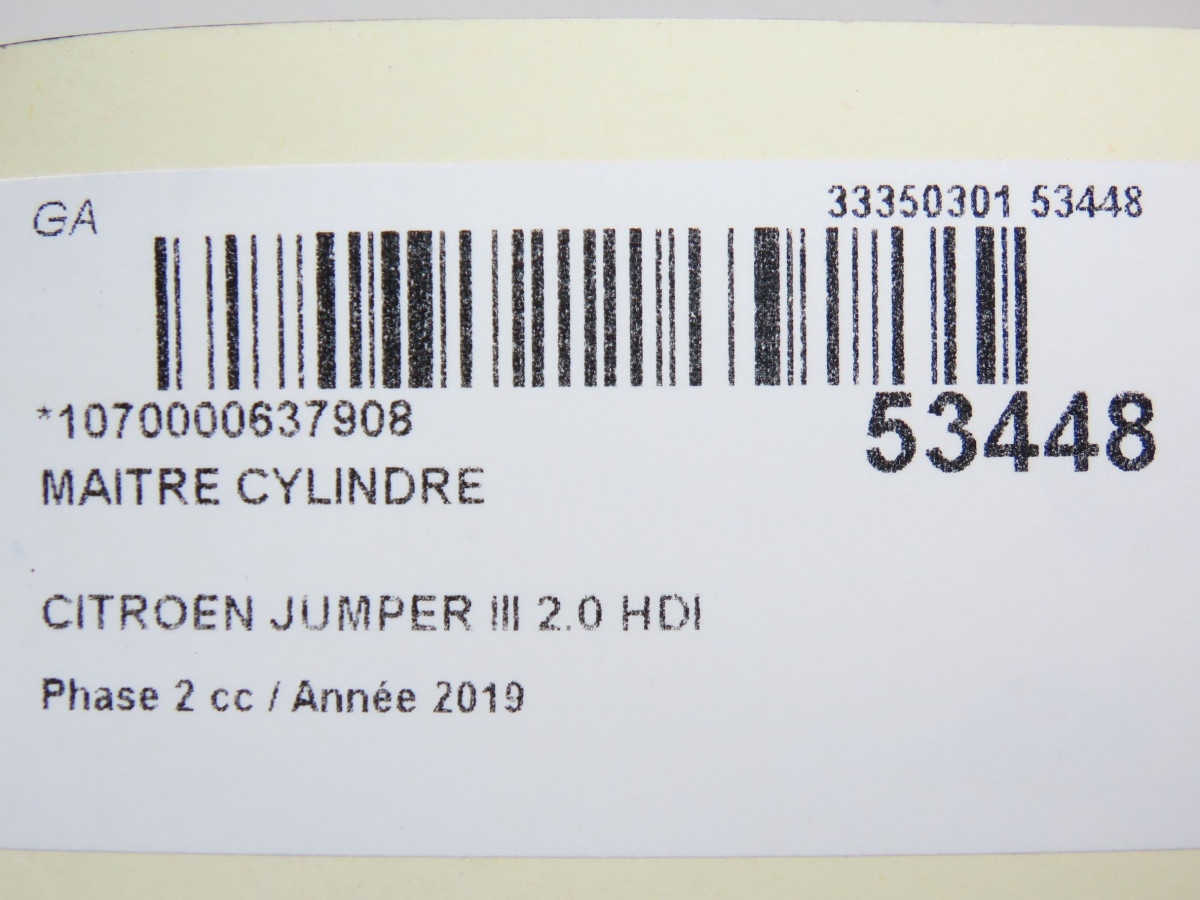 GA
33350301 53448
*1070000637908
53448
MAITRE CYLINDRE
CITROEN JUMPER III 2.0 HDI
Phase 2 cc / Année 2019